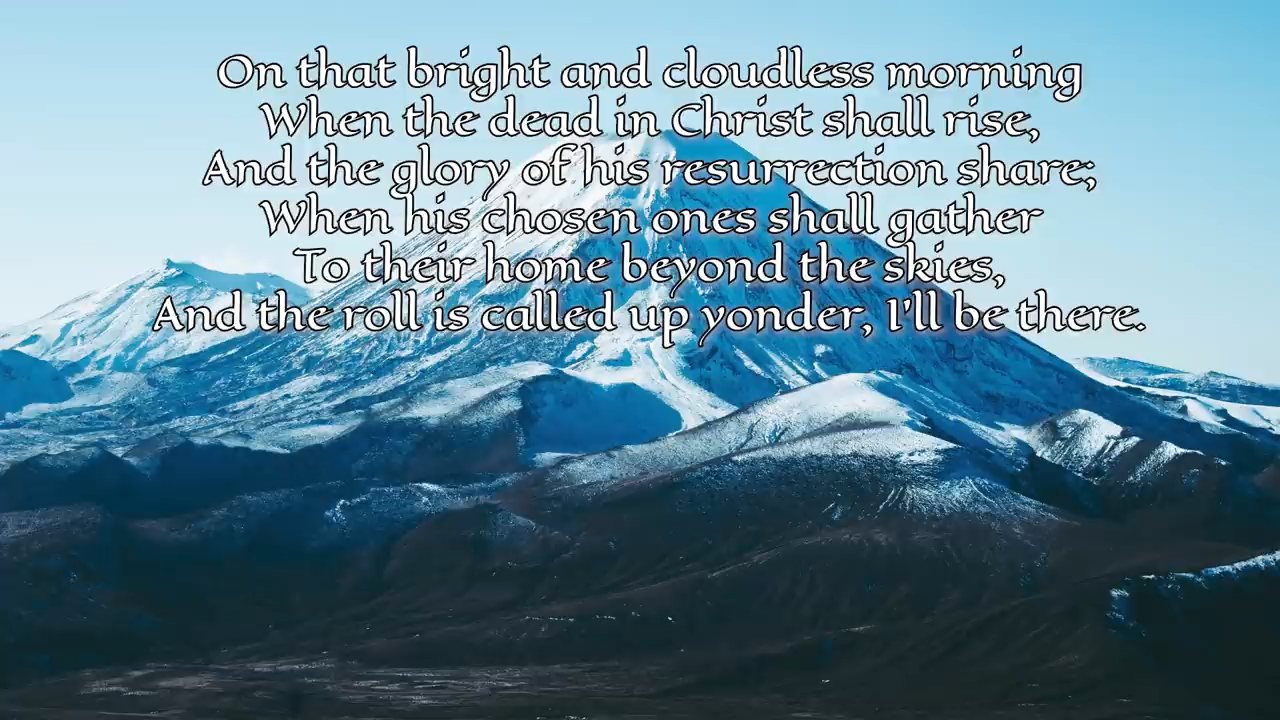 On that bright and cloudless morning
When the dead in Christ shall rise,
And the glory of his resurrection share;
When his chosen ones shall gather
To their home beyond the skies,
And the roll is called up yonder, I'll be there.